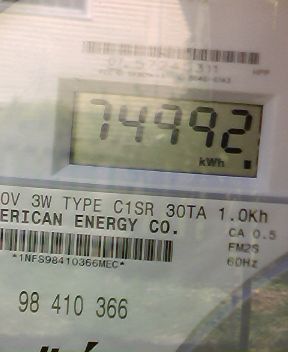 74992
kWh
0V 3W TYPE C1SR 30TA 1.0Kh
ERICAN ENERGY CO.
CA 0.5
FM2S
60Hz
*1NFS98410366MEC*
98 410 366